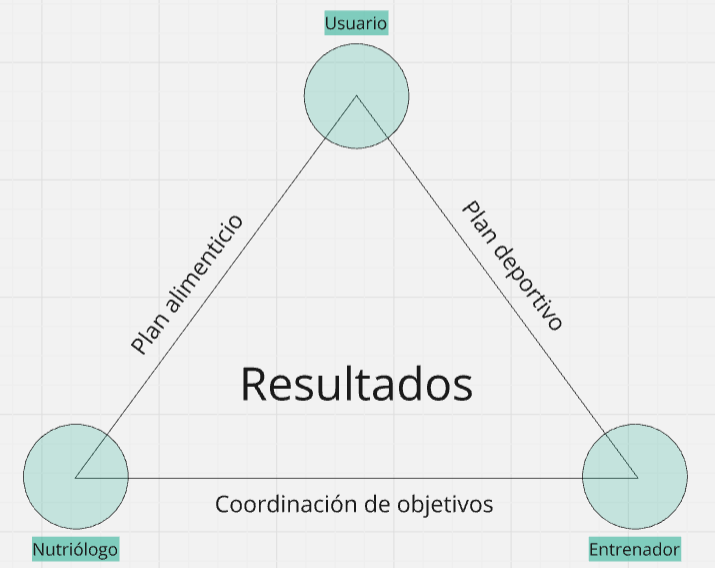 Usuario
Plan alimenticio
Plan deportivo
Resultados
Coordinación de objetivos
Nutriólogo
Entrenador